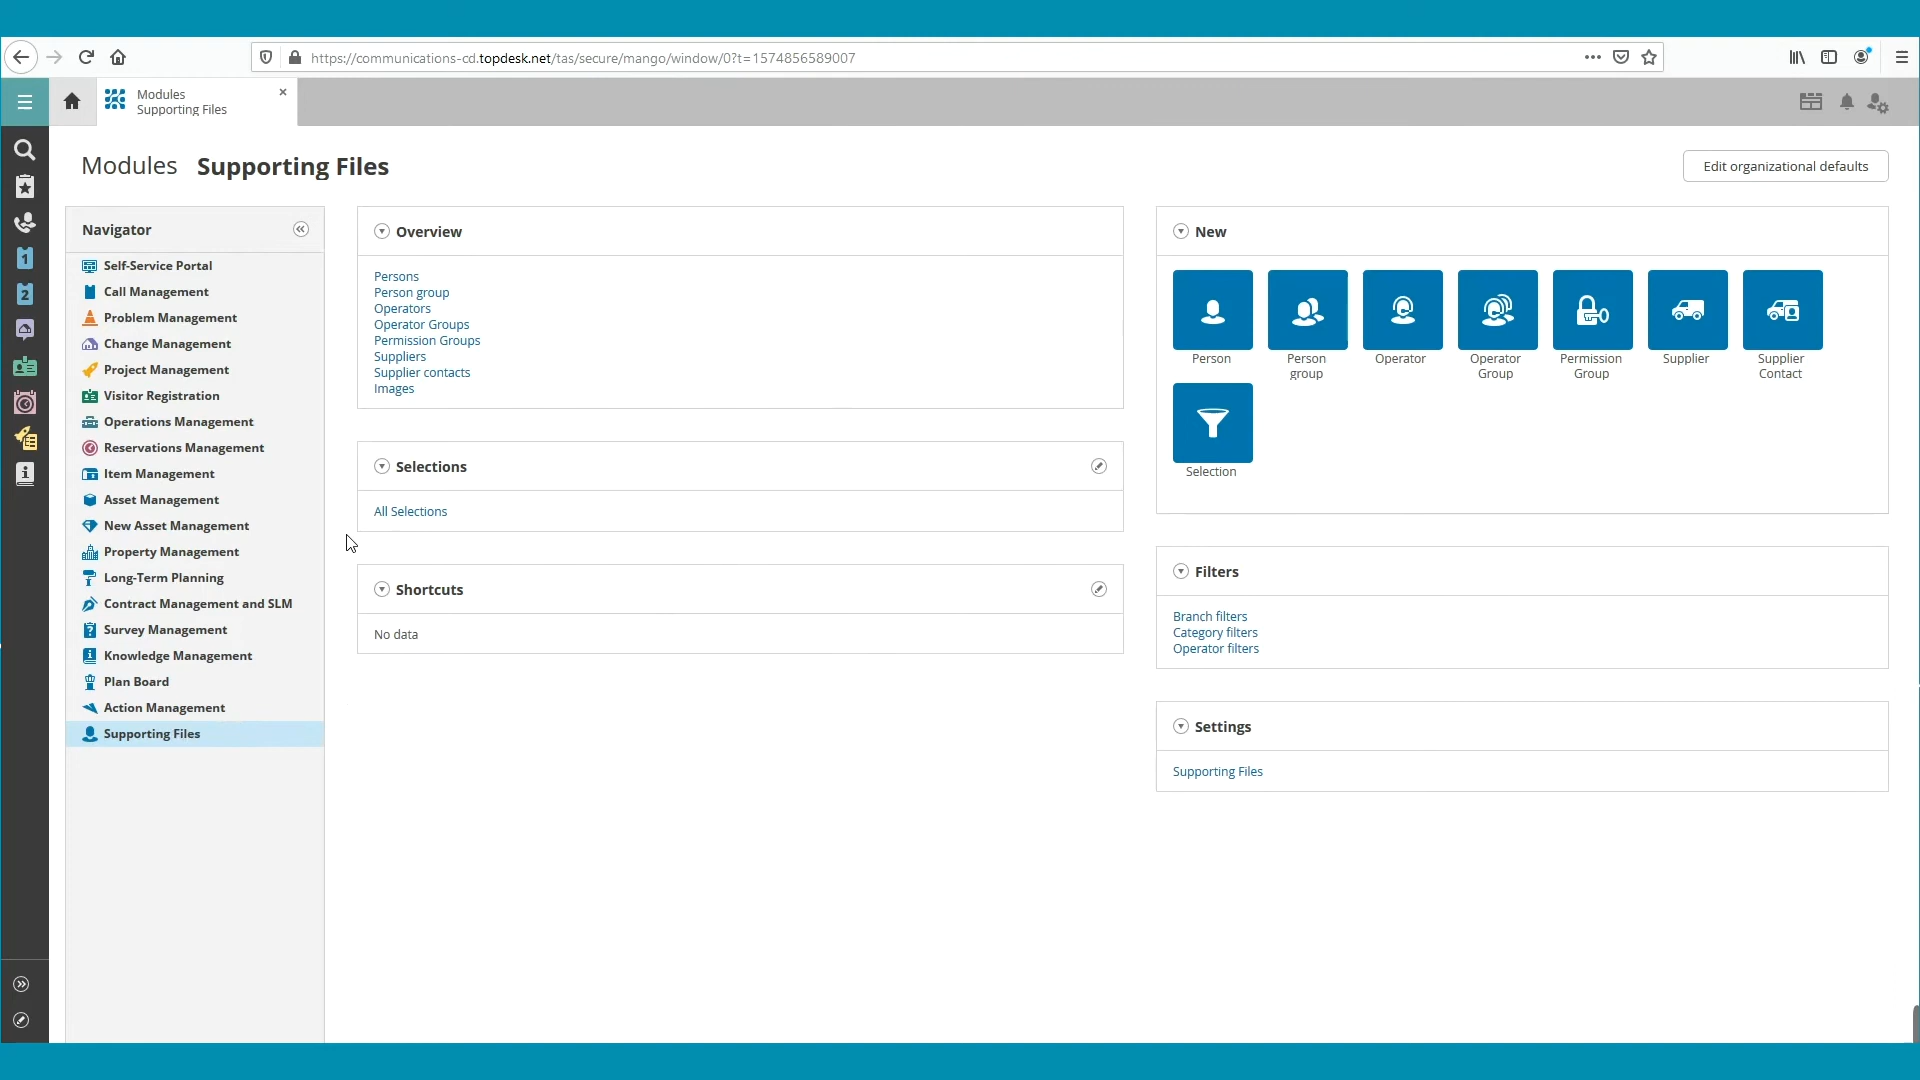 https://communications-cd.topdesk.net/tas/secure/mango/window/0?t=1574856589007
Modules
Supporting Files
Modules Supporting Files
Edit organizational defaults
Navigator
Self-Service Portal
Call Management
Problem Management
Change Management
Project Management
Visitor Registration
Operations Management
Reservations Management
Item Management
Asset Management
New Asset Management
Property Management
Long-Term Planning
Contract Management and SLM
Survey Management
Knowledge Management
Plan Board
Action Management
Supporting Files
1
2
Overview
Persons
Person group
Operators
Operator Groups
Permission Groups
Suppliers
Supplier contacts
Images
Selections
All Selections
Shortcuts
No data
New
Person
Person group
Operator
Operator Group
Permission Group
Supplier
Supplier Contact
Selection
Filters
Branch filters
Category filters
Operator filters
Settings
Supporting Files